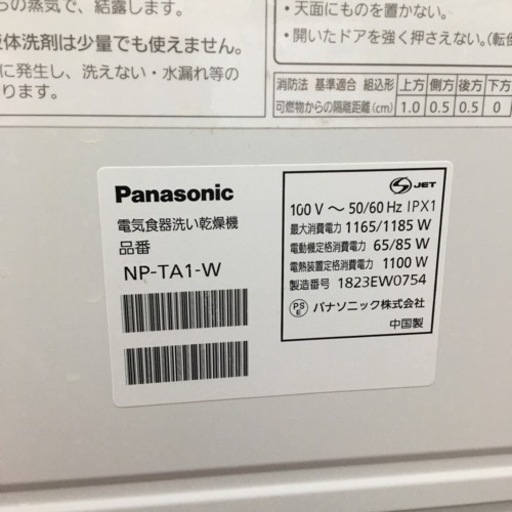 らの蒸気で、結露します。
液体洗剤は少量でも使えません。
に発生し、洗えない・水漏れ等の
ります。
・天面にものを置かない。
・開いたドアを強く押さえない。(転倒
消防法 基準適合 組込形 上方 側方 後方 下方
可燃物からの隔離距離(cm) 1.0 0.5 0.5 0
Panasonic
電気食器洗い乾燥機
品番
NP-TA1-W
S JET
100 V ～ 50/60 Hz IPX1
最大消費電力 1165/1185 W
電動機定格消費電力 65/85 W
電熱装置定格消費電力 1100 W
製造番号 1823EW0754
PS E パナソニック株式会社
中国製